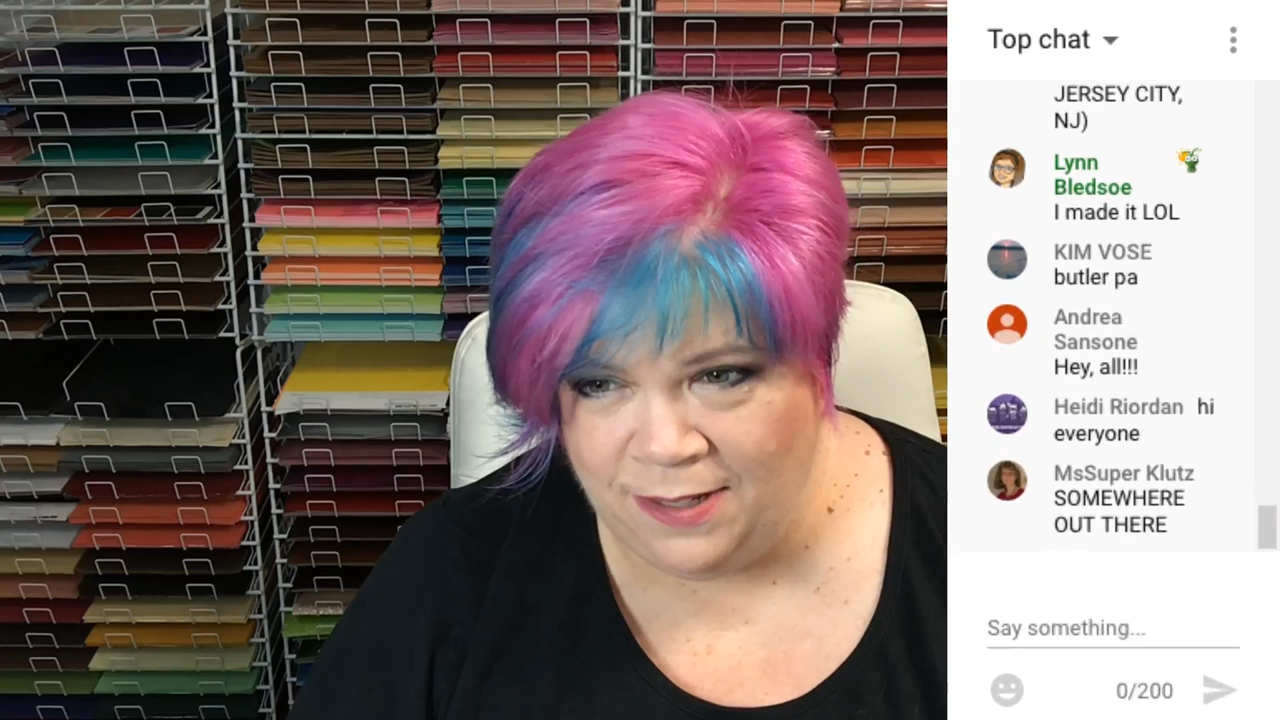 Top chat
JERSEY CITY,
NJ)
Lynn
Bledsoe
I made it LOL
KIM VOSE
butler pa
Andrea
Sansone
Hey, all!!!
Heidi Riordan hi
everyone
MsSuper Klutz
SOMEWHERE
OUT THERE
Say something...
0/200